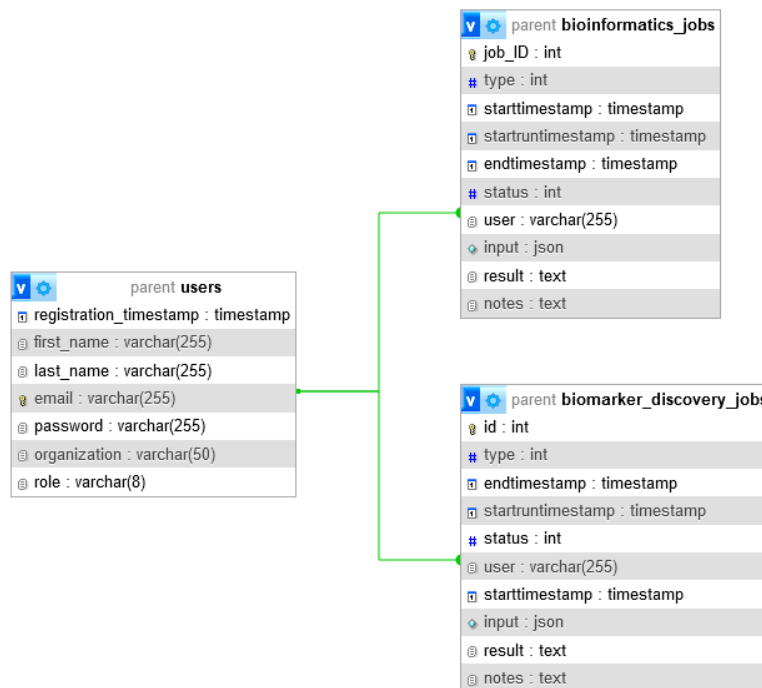 parent bioinformatics_jobs
job_ID : int
# type : int
starttimestamp : timestamp
startruntimestamp : timestamp
endtimestamp : timestamp
# status : int
user : varchar(255)
input : json
result : text
notes : text
v parent users
registration_timestamp : timestamp
first_name : varchar(255)
last_name : varchar(255)
email : varchar(255)
password : varchar(255)
organization : varchar(50)
role : varchar(8)
v parent biomarker_discovery_jobs
id : int
# type : int
endtimestamp : timestamp
startruntimestamp : timestamp
# status : int
user : varchar(255)
starttimestamp : timestamp
input : json
result : text
notes : text